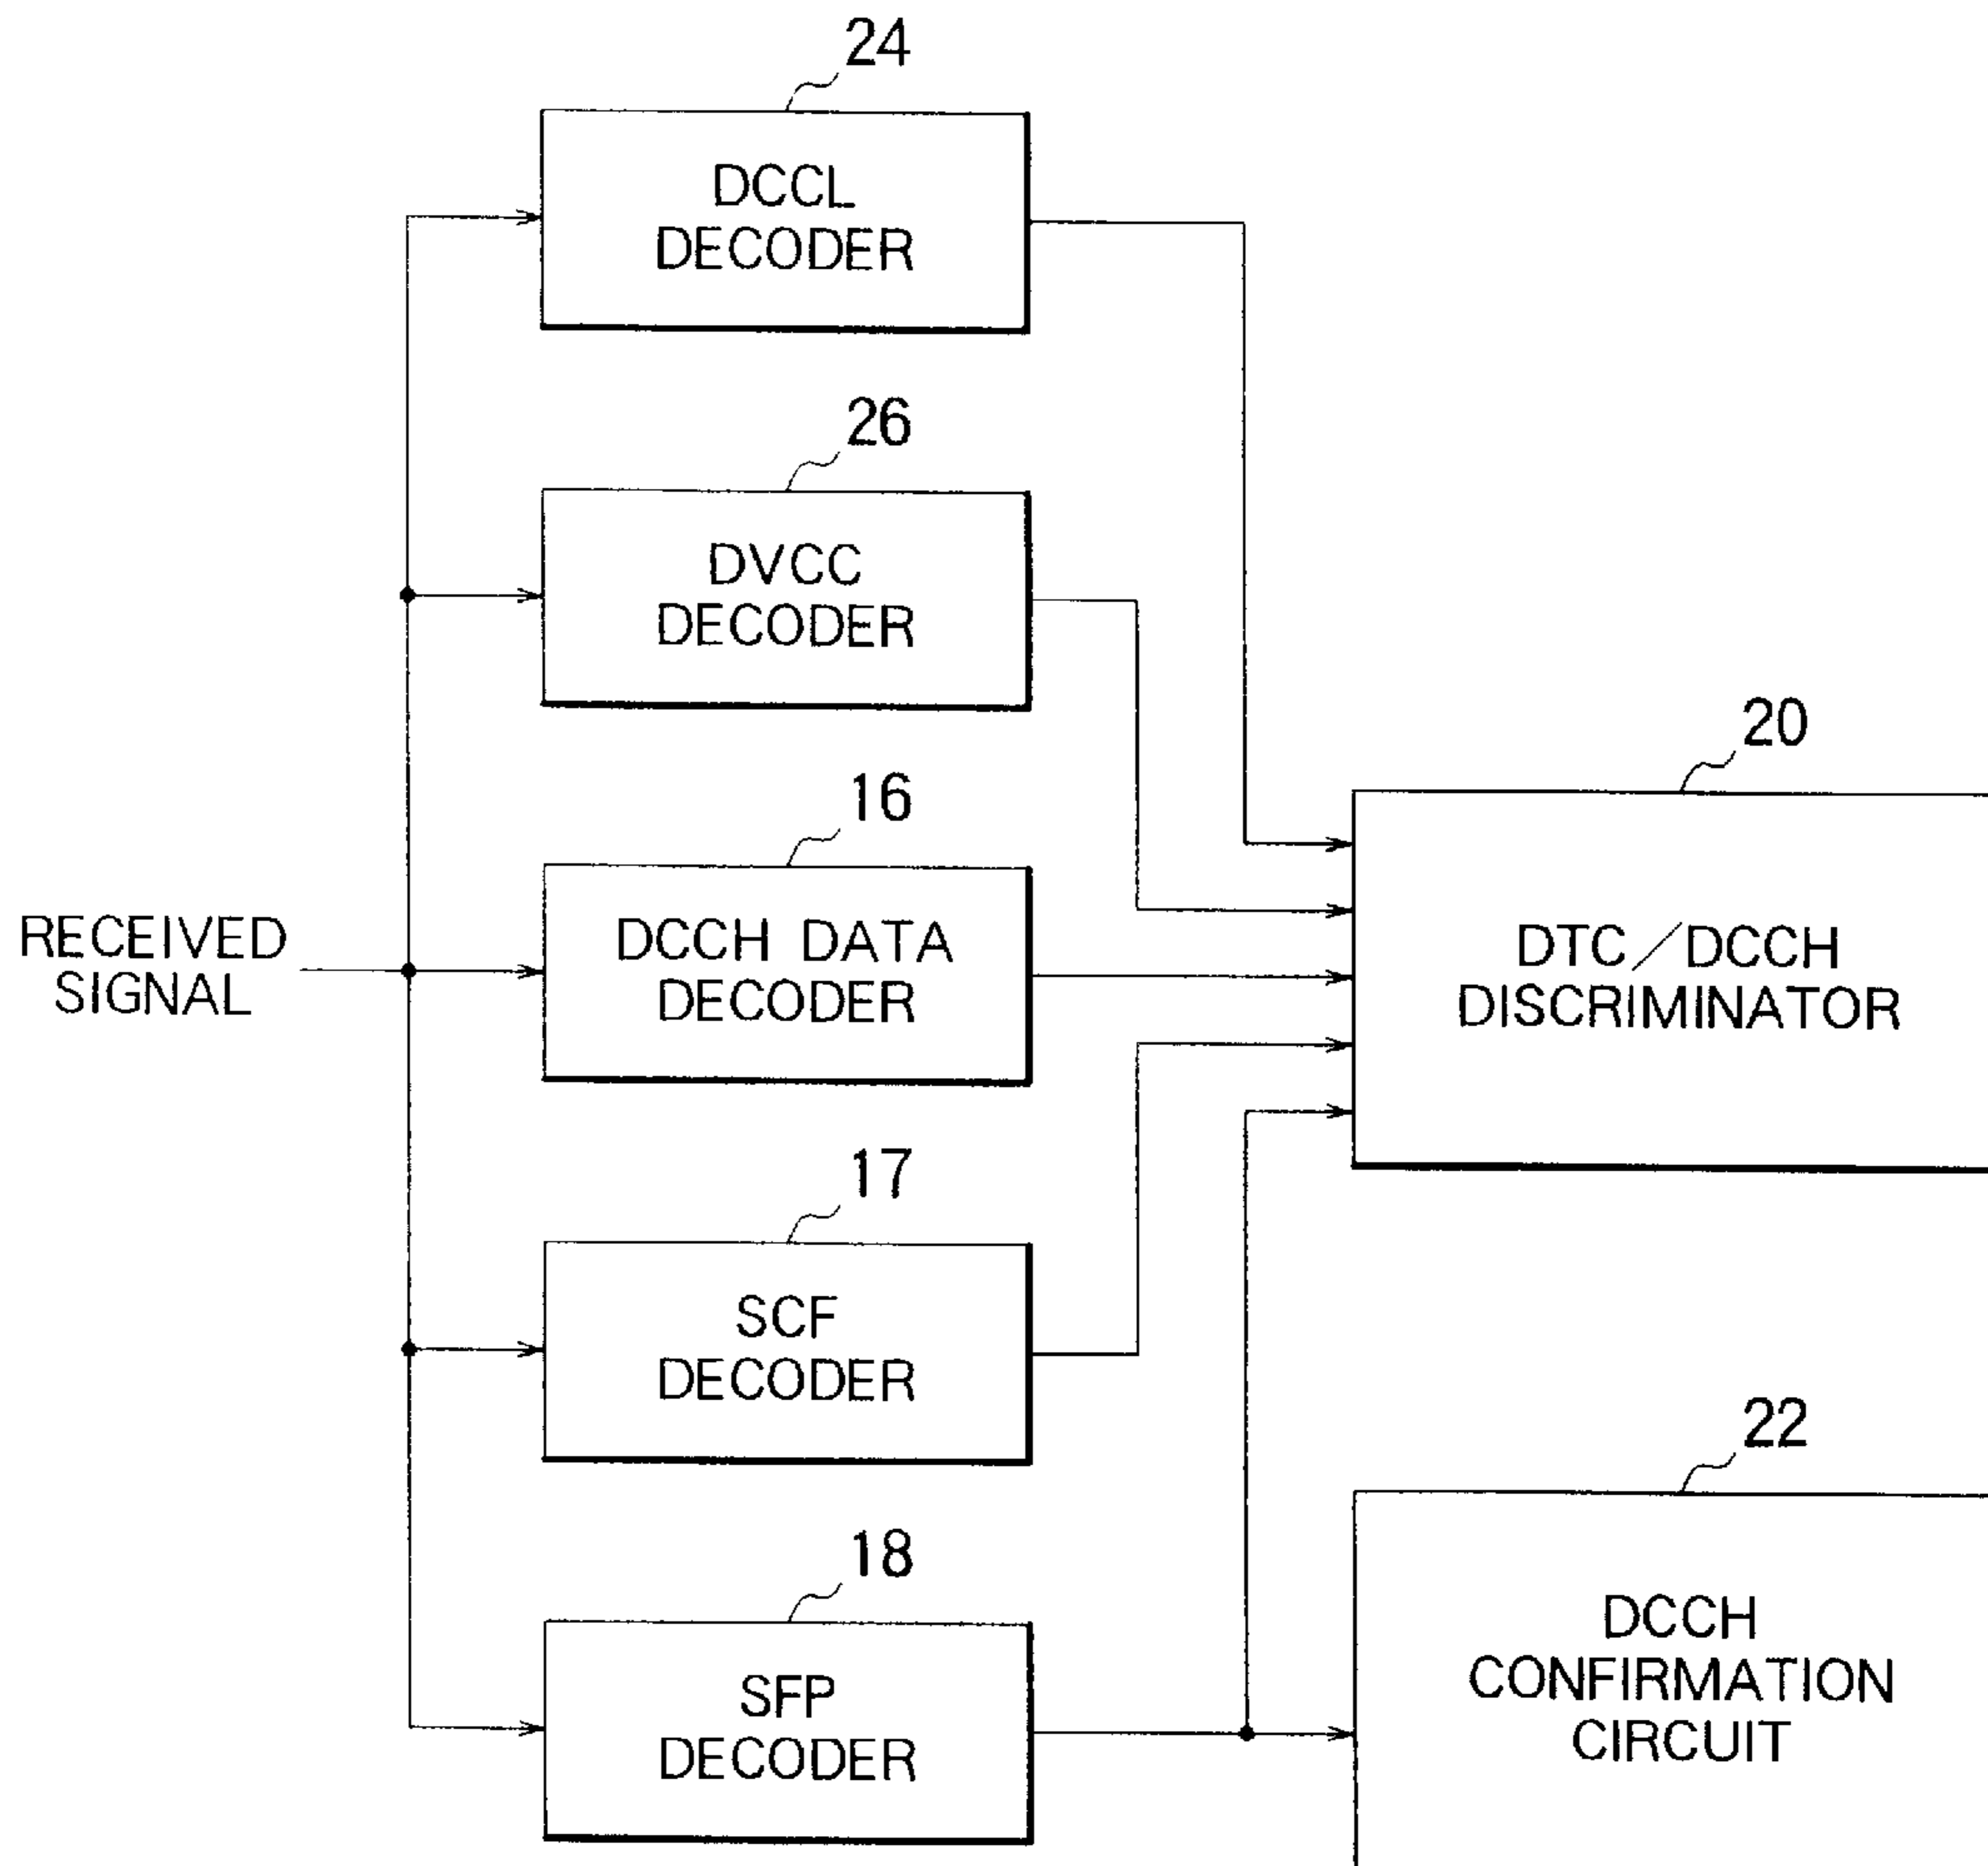 24
DCCL
DECODER
26
DVCC
DECODER
20
16
RECEIVED
SIGNAL
DCCH DATA
DECODER
DTC/DCCH
DISCRIMINATOR
17
SCF
DECODER
22
18
SFP
DECODER
DCCH
CONFIRMATION
CIRCUIT